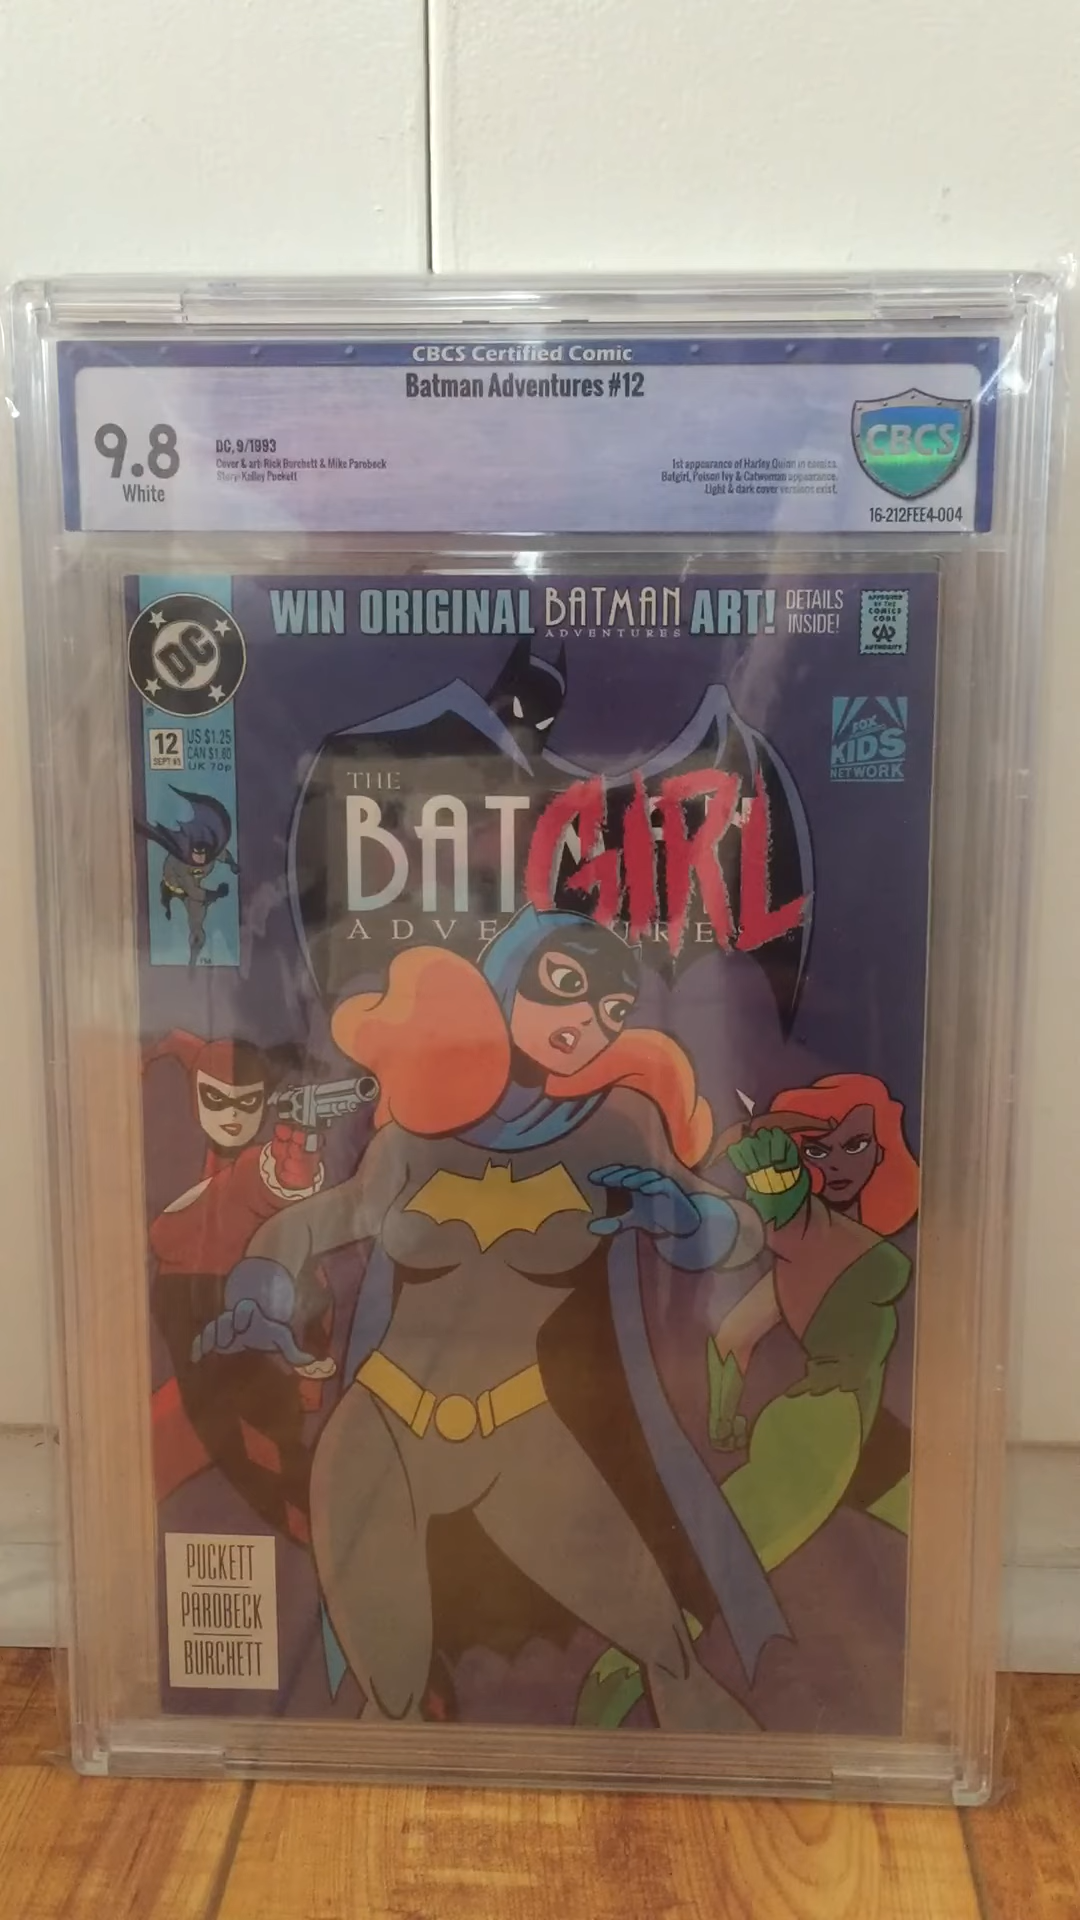 CBCS Certified Comic
Batman Adventures #12
9.8
White
DC, 9/1993
Cover & art: Rick Burchett & Mike Parobeck
Story: Kelley Puckett
1st appearance of Harley Quinn in comics.
Batgirl, Poison Ivy & Catwoman appearance.
Light & dark cover versions exist.
CBCS
16-212FEE4-004
WIN ORIGINAL BATMAN ADVENTURES ART! DETAILS INSIDE!
APPROVED
BY THE
COMICS
CODE
CA
AUTHORITY
DC
12
SEPT 93
US $1.25
CAN $1.60
UK 70p
FOX
KIDS
NETWORK
THE
BATGIRL
ADVENTURES
TM
PUCKETT
PAROBECK
BURCHETT